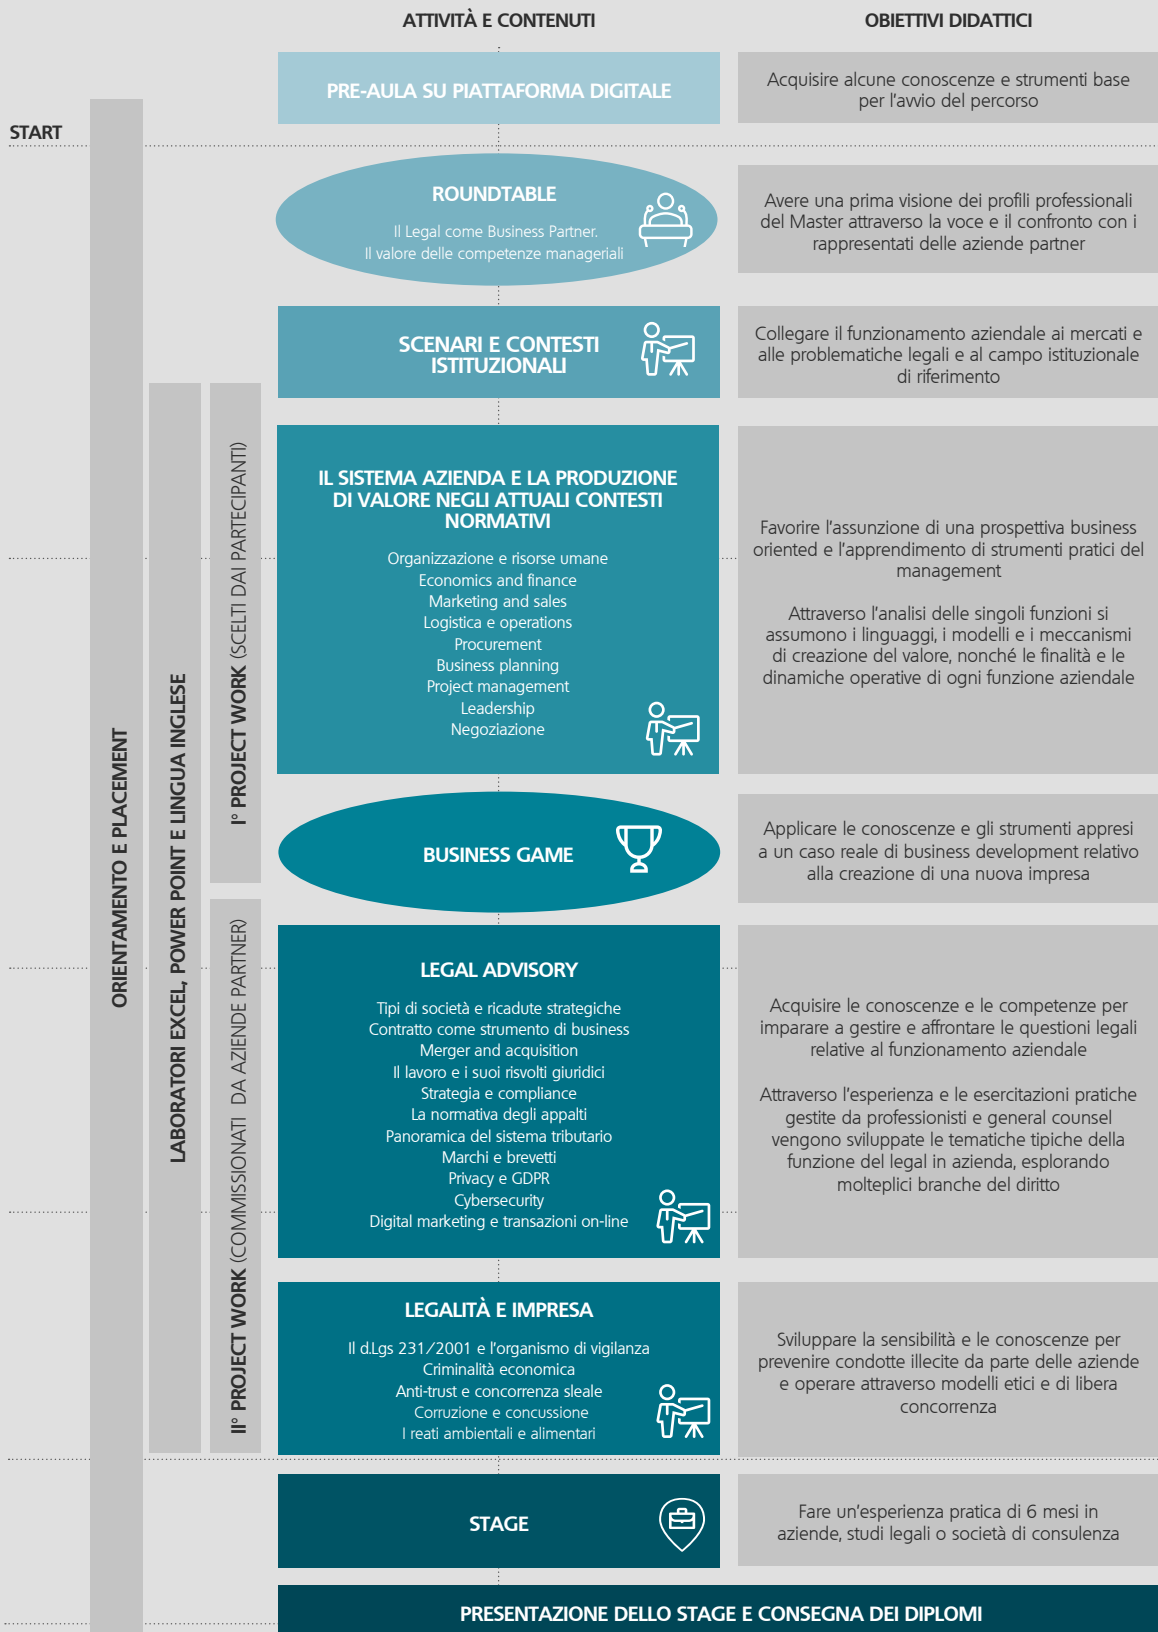 ATTIVITÀ E CONTENUTI
OBIETTIVI DIDATTICI
PRE-AULA SU PIATTAFORMA DIGITALE
Acquisire alcune conoscenze e strumenti base
per l'avvio del percorso
START
ROUNDTABLE
Il Legal come Business Partner.
Il valore delle competenze manageriali
Avere una prima visione dei profili professionali
del Master attraverso la voce e il confronto con i
rappresentati delle aziende partner
SCENARI E CONTESTI
ISTITUZIONALI
Collegare il funzionamento aziendale ai mercati e
alle problematiche legali e al campo istituzionale
di riferimento
ORIENTAMENTO E PLACEMENT
LABORATORI EXCEL, POWER POINT E LINGUA INGLESE
I° PROJECT WORK (SCELTI DAI PARTECIPANTI)
IL SISTEMA AZIENDA E LA PRODUZIONE
DI VALORE NEGLI ATTUALI CONTESTI
NORMATIVI
Organizzazione e risorse umane
Economics and finance
Marketing and sales
Logistica e operations
Procurement
Business planning
Project management
Leadership
Negoziazione
Favorire l'assunzione di una prospettiva business
oriented e l'apprendimento di strumenti pratici del
management
Attraverso l'analisi delle singoli funzioni si
assumono i linguaggi, i modelli e i meccanismi
di creazione del valore, nonché le finalità e le
dinamiche operative di ogni funzione aziendale
BUSINESS GAME
Applicare le conoscenze e gli strumenti appresi
a un caso reale di business development relativo
alla creazione di una nuova impresa
II° PROJECT WORK (COMMISSIONATI DA AZIENDE PARTNER)
LEGAL ADVISORY
Tipi di società e ricadute strategiche
Contratto come strumento di business
Merger and acquisition
Il lavoro e i suoi risvolti giuridici
Strategia e compliance
La normativa degli appalti
Panoramica del sistema tributario
Marchi e brevetti
Privacy e GDPR
Cybersecurity
Digital marketing e transazioni on-line
Acquisire le conoscenze e le competenze per
imparare a gestire e affrontare le questioni legali
relative al funzionamento aziendale
Attraverso l'esperienza e le esercitazioni pratiche
gestite da professionisti e general counsel
vengono sviluppate le tematiche tipiche della
funzione del legal in azienda, esplorando
molteplici branche del diritto
LEGALITÀ E IMPRESA
Il d.Lgs 231/2001 e l'organismo di vigilanza
Criminalità economica
Anti-trust e concorrenza sleale
Corruzione e concussione
I reati ambientali e alimentari
Sviluppare la sensibilità e le conoscenze per
prevenire condotte illecite da parte delle aziende
e operare attraverso modelli etici e di libera
concorrenza
STAGE
Fare un'esperienza pratica di 6 mesi in
aziende, studi legali o società di consulenza
PRESENTAZIONE DELLO STAGE E CONSEGNA DEI DIPLOMI